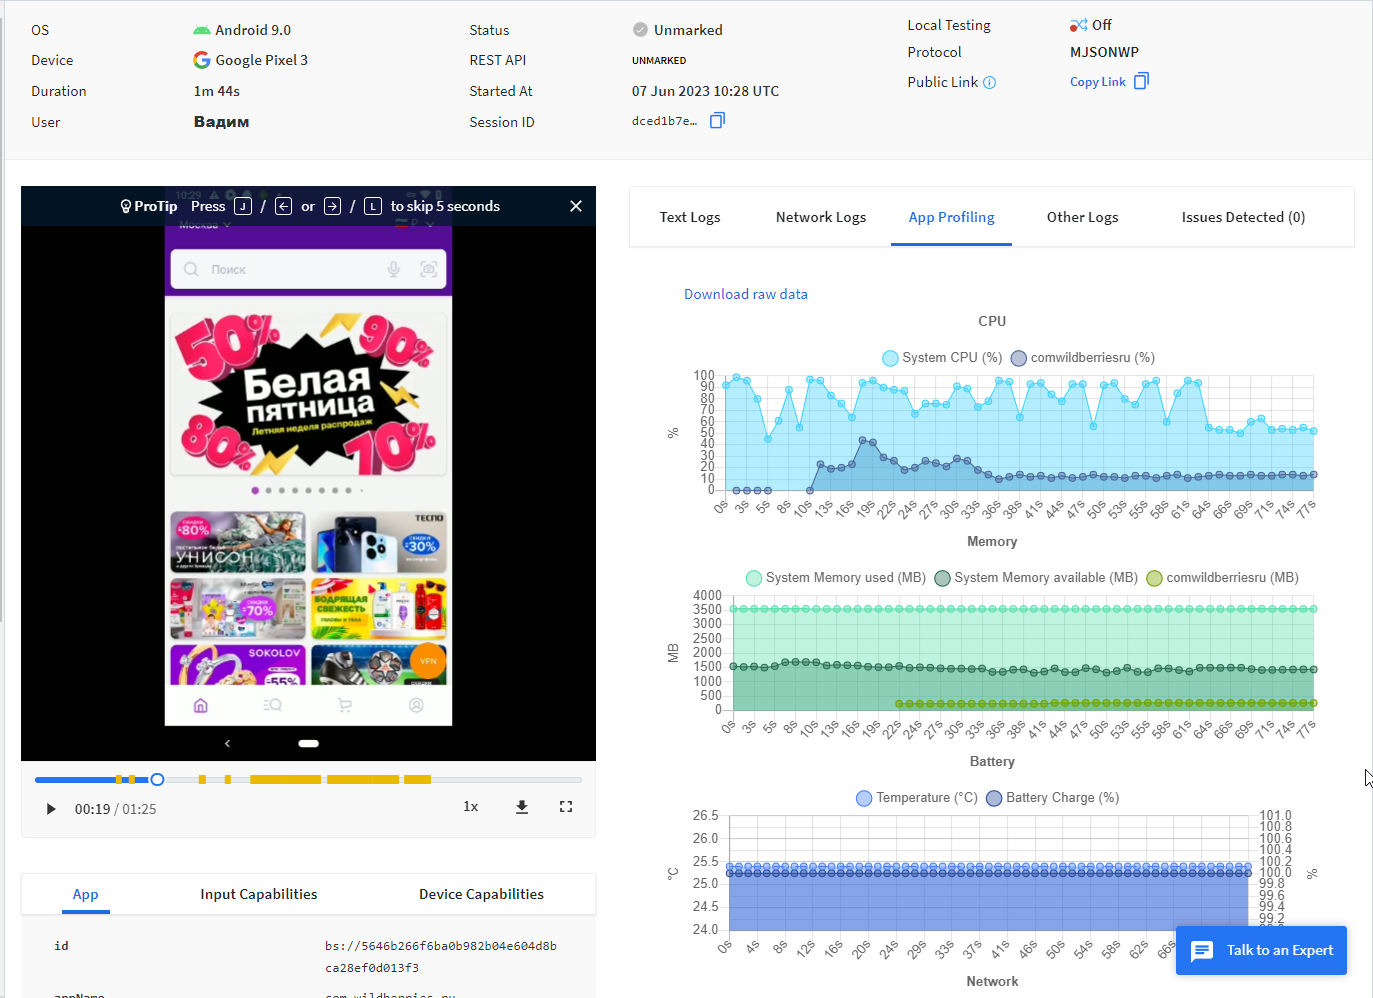 OS
Android 9.0
Device
Google Pixel 3
Duration
1m 44s
User
Вадим
Status
Unmarked
REST API
UNMARKED
Started At
07 Jun 2023 10:28 UTC
Session ID
dced1b7e…
Local Testing
Off
Protocol
MJSONWP
Public Link
Copy Link
10:29
ProTip Press J / ← or → / L to skip 5 seconds
Москва
₽
Поиск
50%
90%
Белая
пятница
Летняя неделя распродаж
80%
70%
СКИДКИ
80%
постельное белье
УНИСОН
TECNO
СКИДКИ
30%
70%
БОДРЯЩАЯ
СВЕЖЕСТЬ
SOKOLOV
-55%
VPN
00:19 / 01:25
1x
App
Input Capabilities
Device Capabilities
id
bs://5646b266f6ba0b982b04e604d8b
ca28ef0d013f3
appName
com.wildberries.ru
Text Logs
Network Logs
App Profiling
Other Logs
Issues Detected (0)
Download raw data
CPU
System CPU (%)
comwildberriesru (%)
%
100
90
80
70
60
50
40
30
20
10
0
0s 3s 5s 8s 10s 13s 16s 19s 22s 24s 27s 30s 33s 36s 38s 41s 44s 47s 50s 53s 55s 58s 61s 64s 66s 69s 71s 74s 77s
Memory
System Memory used (MB)
System Memory available (MB)
comwildberriesru (MB)
MB
4000
3500
3000
2500
2000
1500
1000
500
0
0s 3s 5s 8s 10s 13s 16s 19s 22s 24s 27s 30s 33s 36s 38s 41s 44s 47s 50s 53s 55s 58s 61s 64s 66s 69s 71s 74s 77s
Battery
Temperature (°C)
Battery Charge (%)
°C
26.5
26.0
25.5
25.0
24.5
24.0
101.0
100.8
100.6
100.4
100.2
100.0
99.8
99.6
99.4
99.2
%
0s 4s 8s 12s 16s 20s 24s 29s 33s 37s 41s 46s 50s 54s 58s 62s 66s
Talk to an Expert
Network